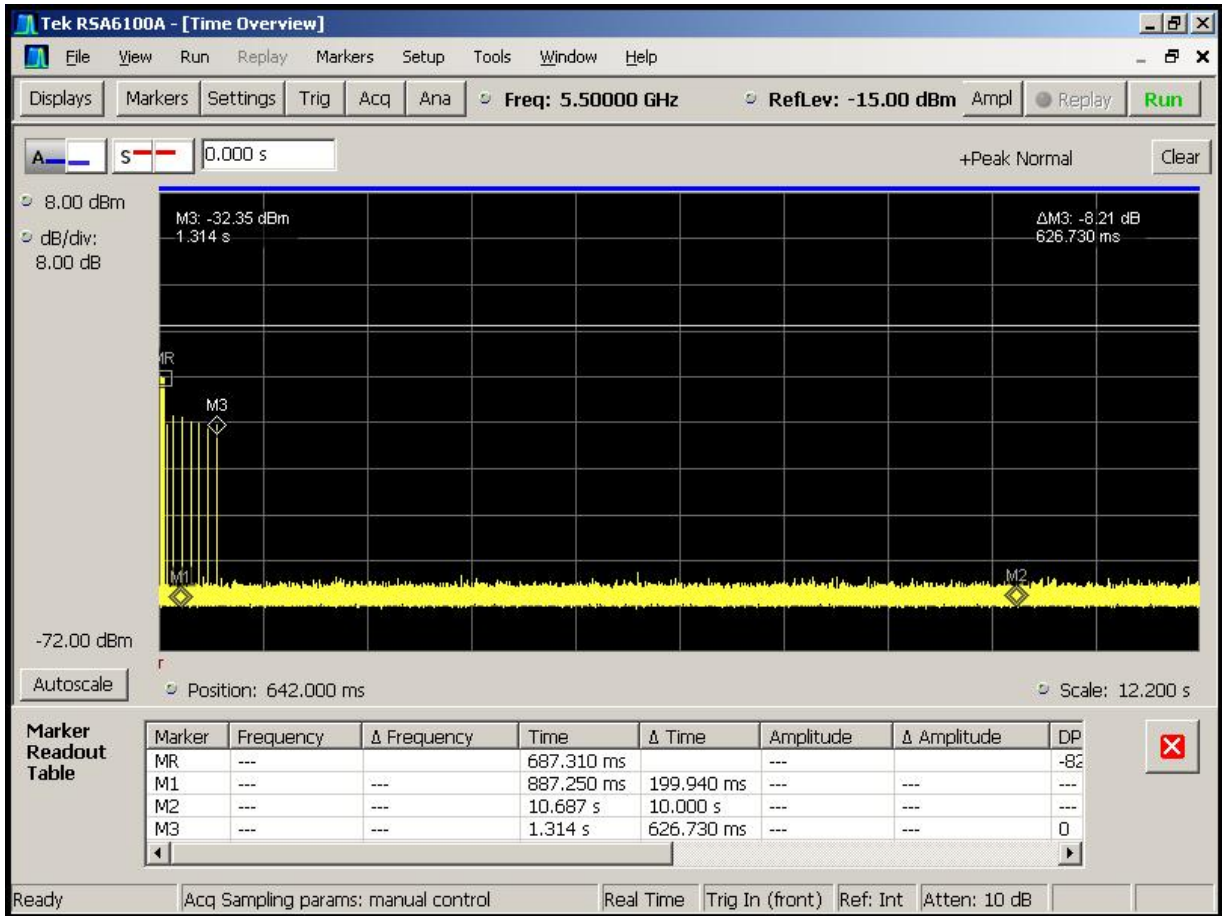 Tek RSA6100A - [Time Overview]
File View Run Replay Markers Setup Tools Window Help
Displays Markers Settings Trig Acq Ana Freq: 5.50000 GHz RefLev: -15.00 dBm Ampl Replay Run
A S 0.000 s +Peak Normal Clear
8.00 dBm
dB/div:
8.00 dB
M3: -32.35 dBm
1.314 s
ΔM3: -8.21 dB
626.730 ms
MR
M3
M1
M2
-72.00 dBm
r
Autoscale Position: 642.000 ms Scale: 12.200 s
Marker Readout Table
Marker Frequency Δ Frequency Time Δ Time Amplitude Δ Amplitude DP
MR --- 687.310 ms --- -82
M1 --- --- 887.250 ms 199.940 ms --- --- ---
M2 --- --- 10.687 s 10.000 s --- --- ---
M3 --- --- 1.314 s 626.730 ms --- --- 0
Ready Acq Sampling params: manual control Real Time Trig In (front) Ref: Int Atten: 10 dB